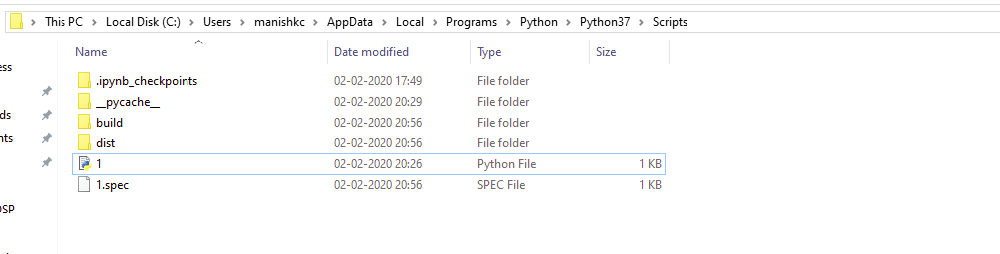 This PC > Local Disk (C:) > Users > manishkc > AppData > Local > Programs > Python > Python37 > Scripts
Name Date modified Type Size
.ipynb_checkpoints 02-02-2020 17:49 File folder
__pycache__ 02-02-2020 20:29 File folder
build 02-02-2020 20:56 File folder
dist 02-02-2020 20:56 File folder
1 02-02-2020 20:26 Python File 1 KB
1.spec 02-02-2020 20:56 SPEC File 1 KB
ess
ds
nts
OSP